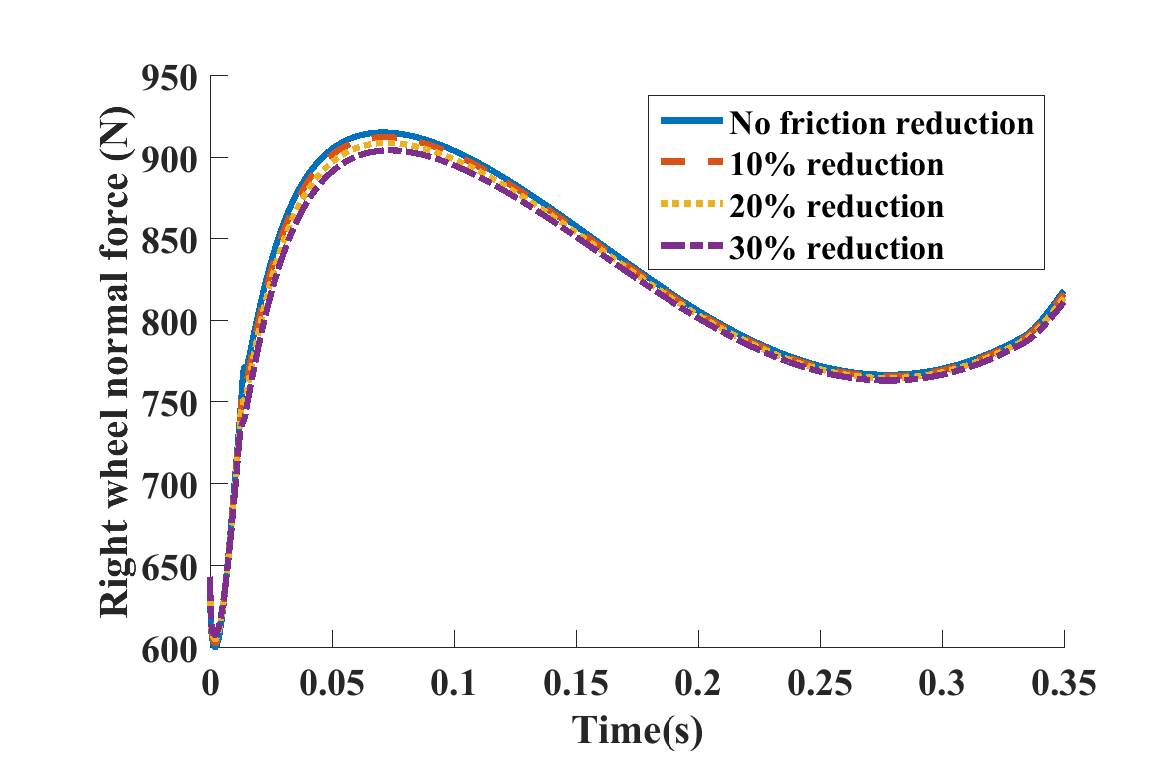 Right wheel normal force (N)
950
900
850
800
750
700
650
600
No friction reduction
10% reduction
20% reduction
30% reduction
0 0.05 0.1 0.15 0.2 0.25 0.3 0.35
Time(s)